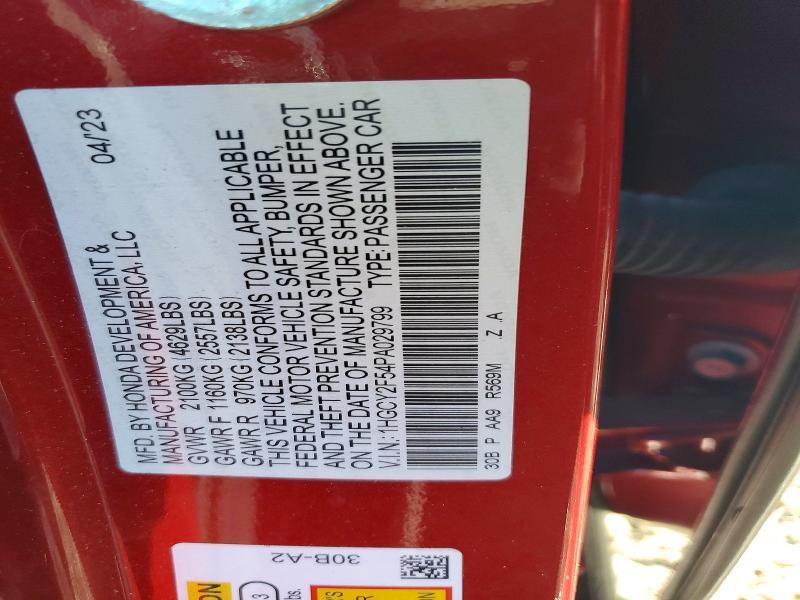 MFD. BY HONDA DEVELOPMENT & 04/'23
MANUFACTURING OF AMERICA, LLC
GVWR 2100KG (4629LBS)
GAWR F 1160KG (2557LBS)
GAWR R 970KG (2138LBS)
THIS VEHICLE CONFORMS TO ALL APPLICABLE
FEDERAL MOTOR VEHICLE SAFETY, BUMPER,
AND THEFT PREVENTION STANDARDS IN EFFECT
ON THE DATE OF MANUFACTURE SHOWN ABOVE.
V.I.N.: 1HGCY2F54PA029799 TYPE:PASSENGER CAR
30B P AA9 R569M .Z A
30B-A2
3